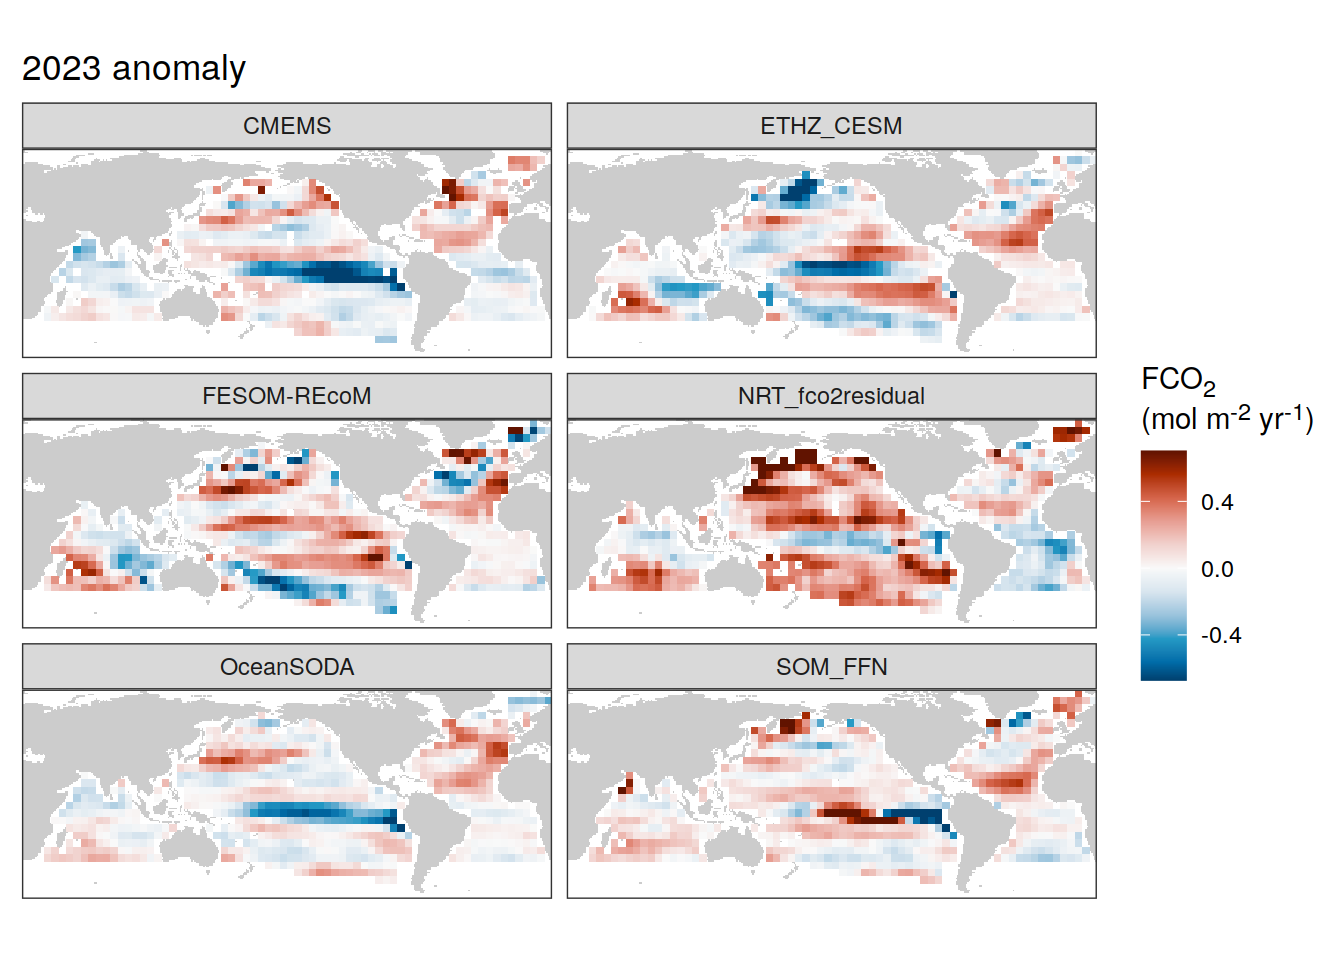 2023 anomaly
CMEMS
ETHZ_CESM
FESOM-REcoM
NRT_fco2residual
OceanSODA
SOM_FFN
FCO₂
(mol m⁻² yr⁻¹)
0.4
0.0
-0.4